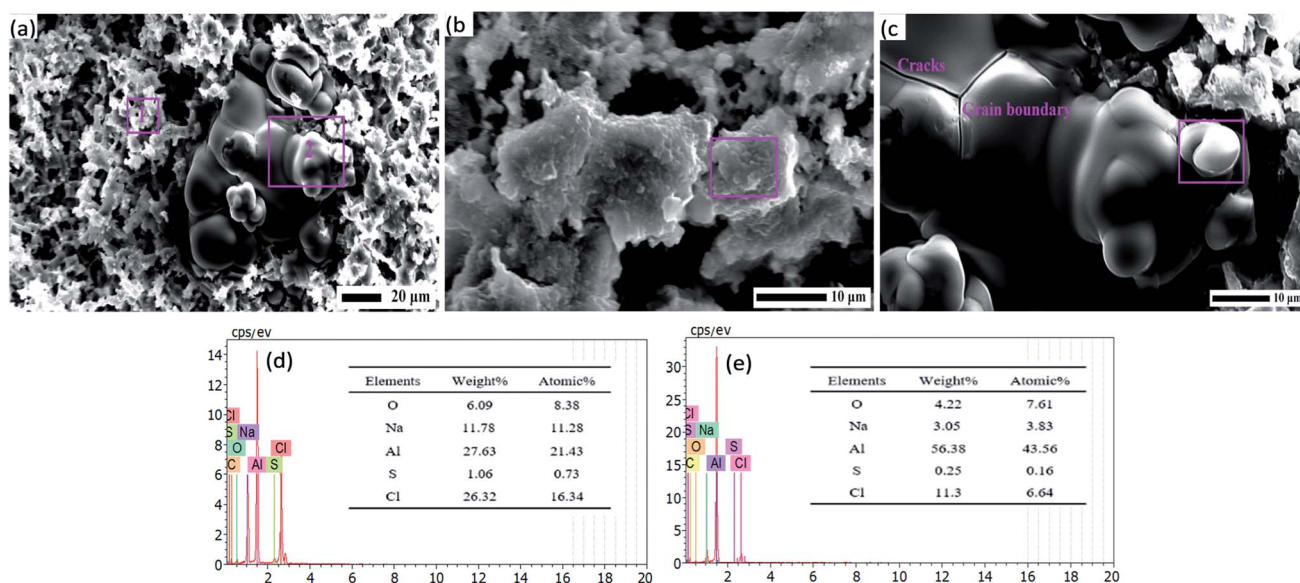 (a)
1
2
20 μm
(b)
10 μm
(c)
Cracks
Grain boundary
10 μm
cps/ev
(d)
14
12
10
8
6
4
2
0
Cl
S
Na
O
C
Al
S
Cl
2 4 6 8 10 12 14 16 18 20
Elements Weight% Atomic%
O 6.09 8.38
Na 11.78 11.28
Al 27.63 21.43
S 1.06 0.73
Cl 26.32 16.34
cps/ev
(e)
30
25
20
15
10
5
0
Cl
S
Na
O
C
Al
S
Cl
2 4 6 8 10 12 14 16 18 20
Elements Weight% Atomic%
O 4.22 7.61
Na 3.05 3.83
Al 56.38 43.56
S 0.25 0.16
Cl 11.3 6.64